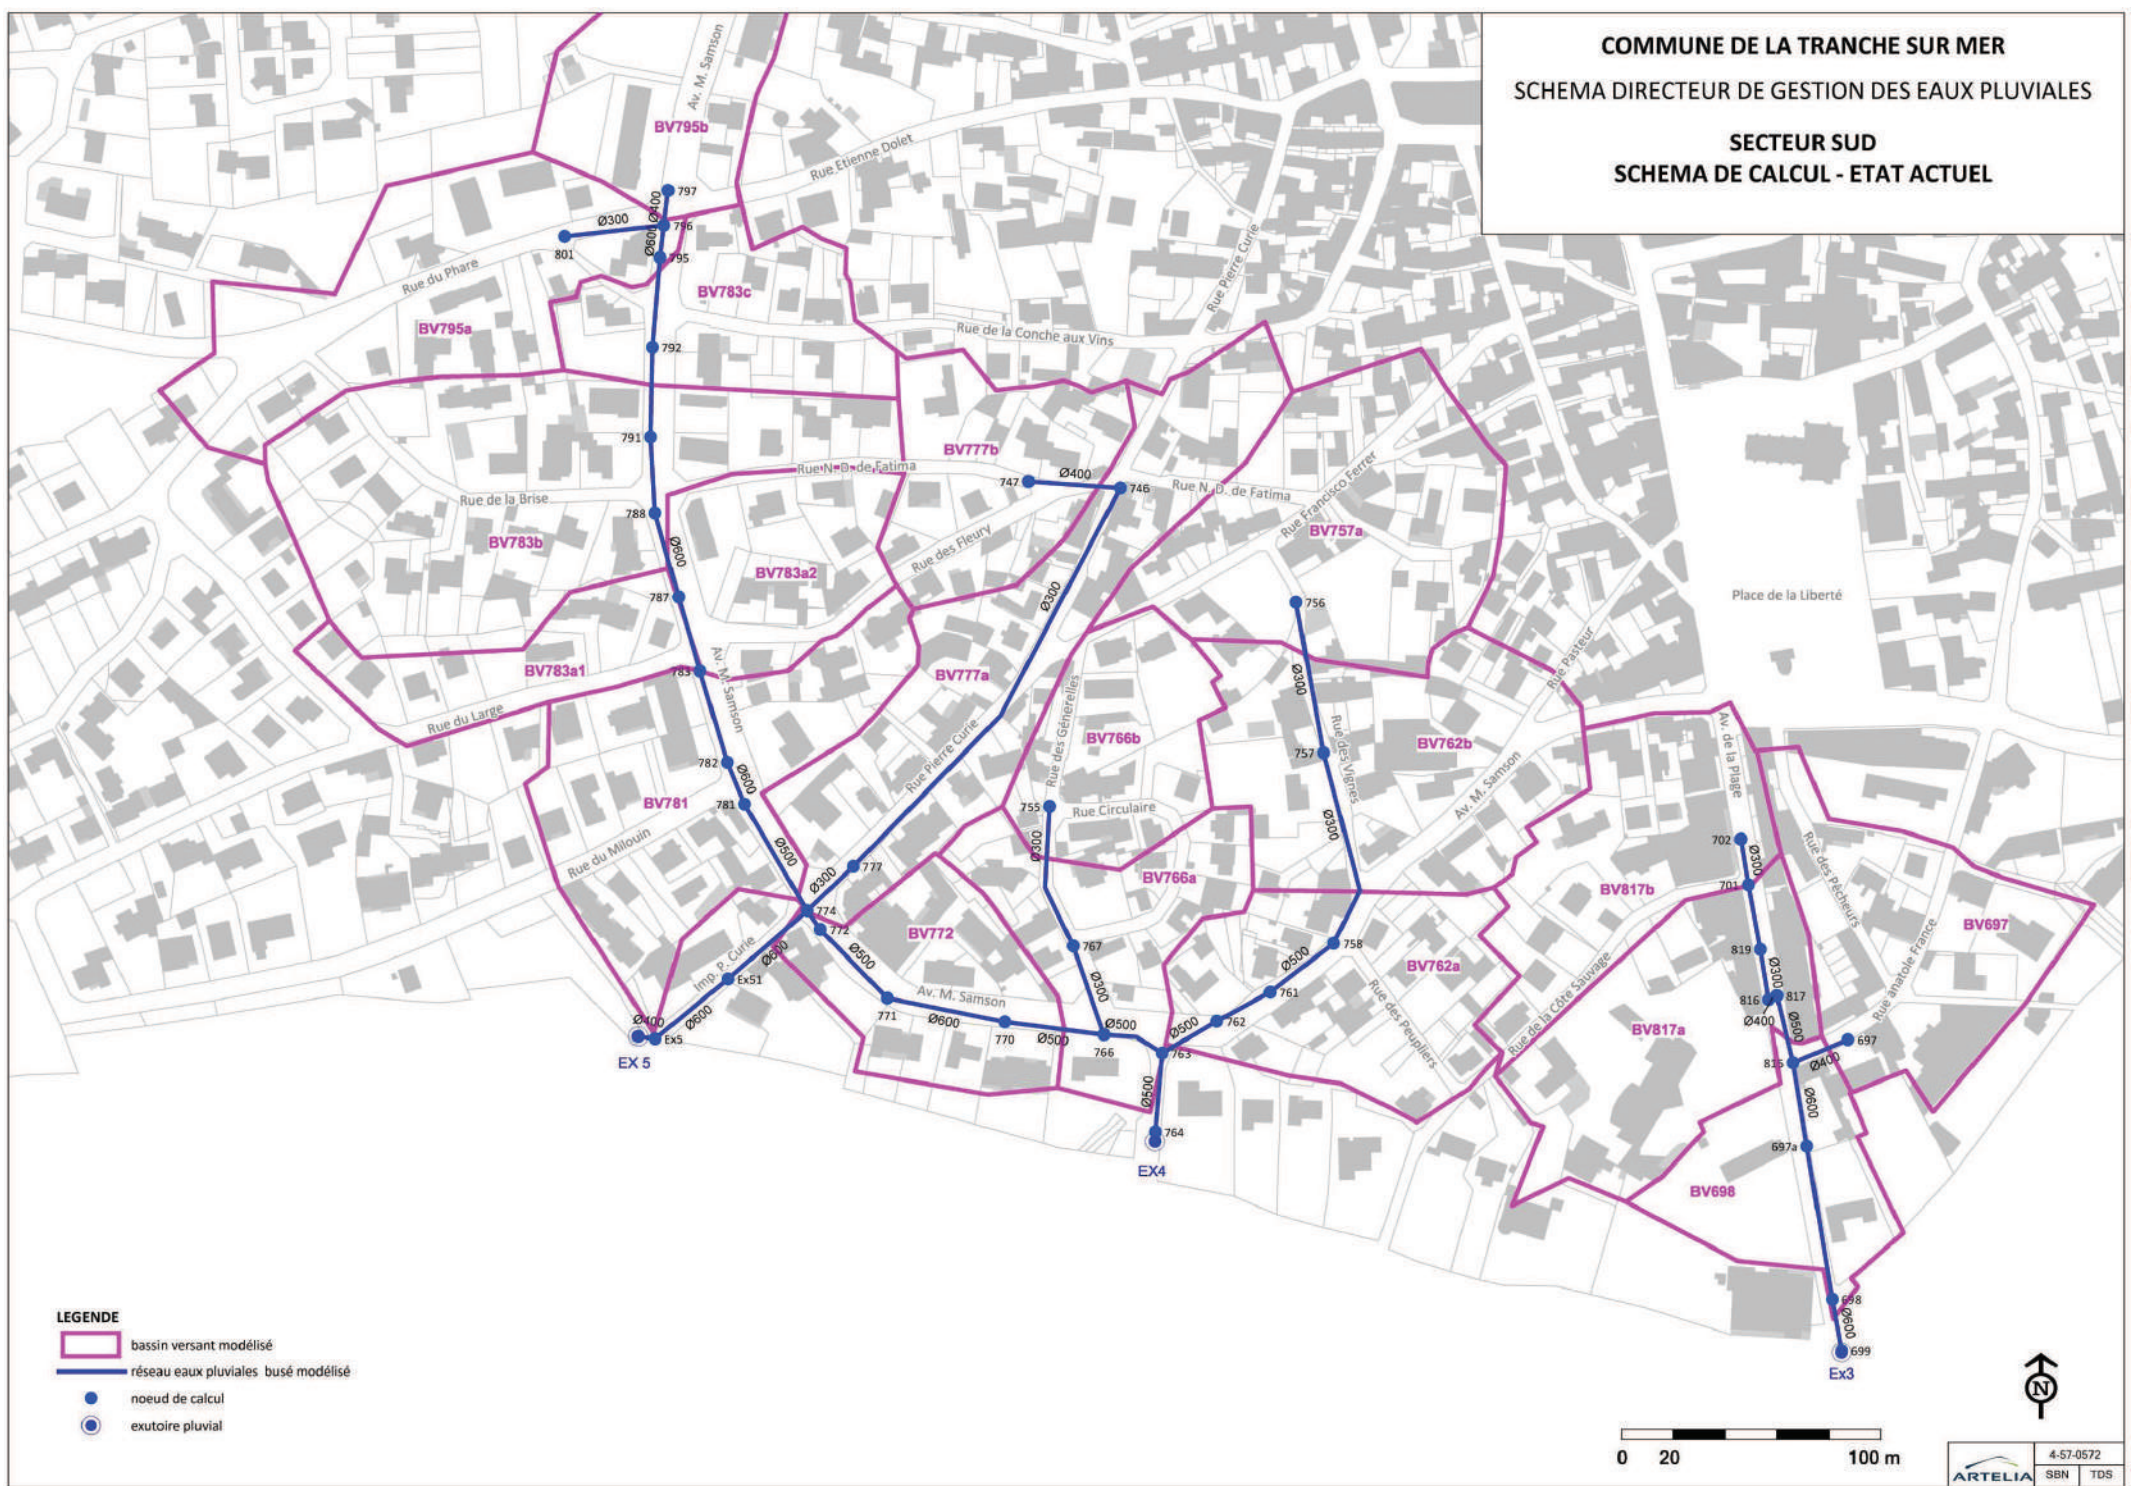 COMMUNE DE LA TRANCHE SUR MER
SCHEMA DIRECTEUR DE GESTION DES EAUX PLUVIALES
SECTEUR SUD
SCHEMA DE CALCUL - ETAT ACTUEL
Av. M. Samson
BV795b
Rue Etienne Dolet
797
Ø400
Ø300
796
801
Ø600
795
Rue du Phare
BV783c
Rue Pierre Curie
BV795a
Rue de la Conche aux Vins
792
791
BV777b
Rue N. D. de Fatima
Ø400
747
746
Rue N. D. de Fatima
Rue Francisco Ferrer
Rue de la Brise
788
BV783b
Ø600
BV783a2
Rue des Fleury
BV757a
787
Ø300
756
Place de la Liberté
BV783a1
783
Av. M. Samson
BV777a
Ø300
Rue Pasteur
Rue du Large
Rue des Génerelles
BV766b
Rue des Vignes
BV762b
757
Av. de la Plage
782
Ø600
Rue Pierre Curie
Av. M. Samson
BV781
781
755
Rue Circulaire
Rue du Milouin
Ø500
Ø300
Ø300
702
Ø300
Rue des Pêcheurs
Ø300
777
BV766a
701
BV817b
774
772
BV772
BV697
Imp. P. Curie
Ø600
Ø500
767
758
819
Rue anatole France
Ex51
Ø300
Ø500
761
BV762a
Rue de la Côte Sauvage
Ø300
817
816
771
Av. M. Samson
Ø600
770
Ø500
Ø500
766
Ø500
762
Rue des Peupliers
Ø400
Ø500
BV817a
697
Ø400
Ø600
Ex5
EX 5
763
815
Ø400
Ø500
764
EX4
Ø600
697a
BV698
698
Ø600
699
Ex3
LEGENDE
bassin versant modélisé
réseau eaux pluviales busé modélisé
noeud de calcul
exutoire pluvial
N
0 20 100 m
ARTELIA
4-57-0572
SBN TDS